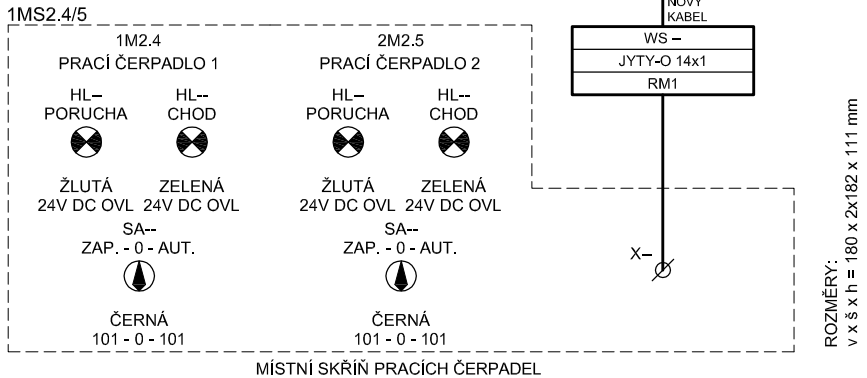 1MS2.4/5
1M2.4
PRACÍ ČERPADLO 1
HL–
PORUCHA
HL--
CHOD
ŽLUTÁ
24V DC OVL
ZELENÁ
24V DC OVL
SA--
ZAP. - 0 - AUT.
ČERNÁ
101 - 0 - 101
2M2.5
PRACÍ ČERPADLO 2
HL–
PORUCHA
HL--
CHOD
ŽLUTÁ
24V DC OVL
ZELENÁ
24V DC OVL
SA--
ZAP. - 0 - AUT.
ČERNÁ
101 - 0 - 101
NOVÝ
KABEL
WS –
JYTY-O 14x1
RM1
X–
MÍSTNÍ SKŘÍŇ PRACÍCH ČERPADEL
ROZMĚRY:
v x š x h = 180 x 2x182 x 111 mm